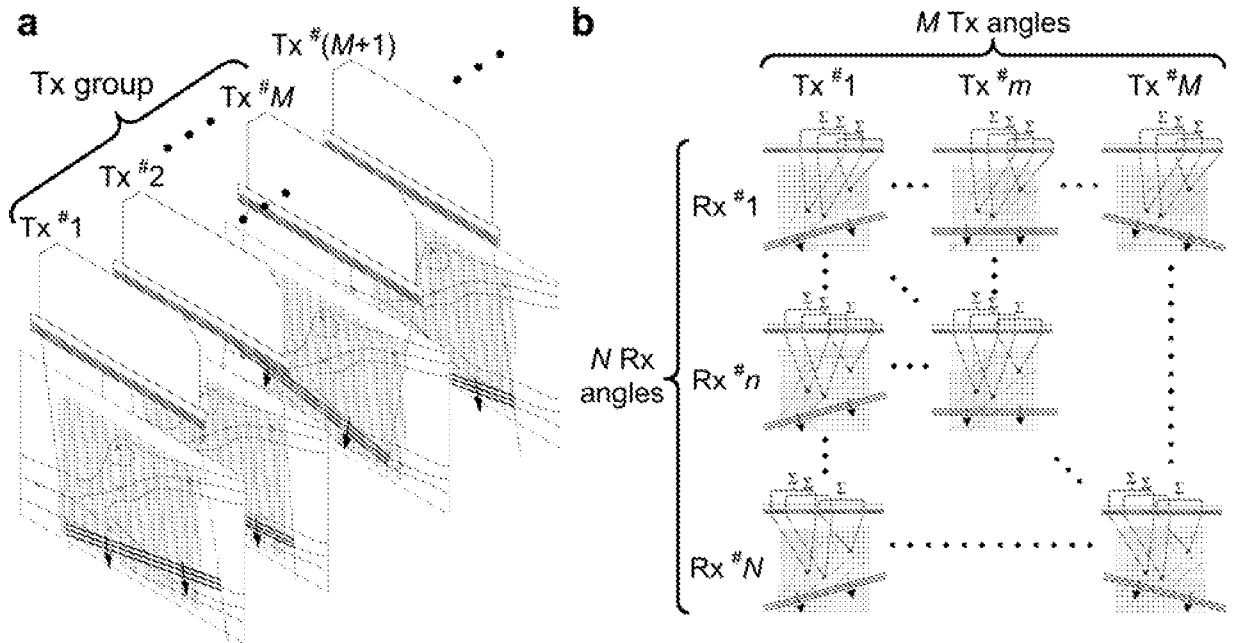 a
Tx #(M+1)
Tx group
Tx #M
Tx #2
Tx #1
b
M Tx angles
Tx #1 Tx #m Tx #M
Σ Σ Σ Σ Σ Σ Σ Σ Σ
Rx #1
Σ Σ Σ Σ Σ Σ
N Rx
angles
Rx #n
Σ Σ Σ Σ Σ Σ
Rx #N